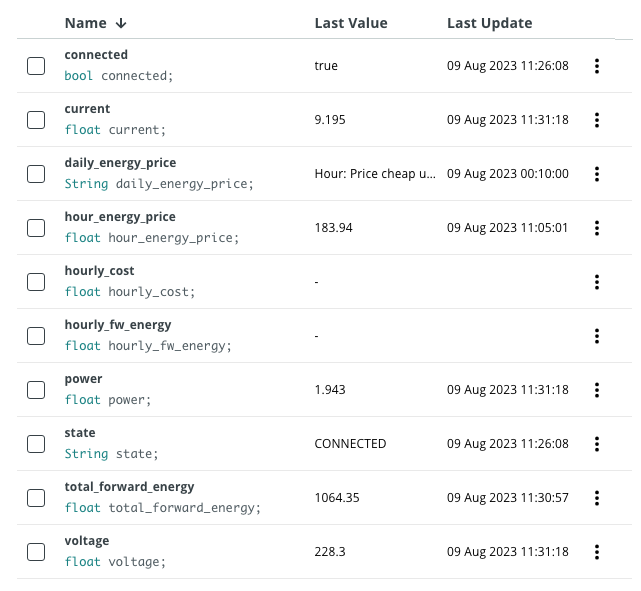 Name ↓ Last Value Last Update
connected
bool connected; true 09 Aug 2023 11:26:08
current
float current; 9.195 09 Aug 2023 11:31:18
daily_energy_price
String daily_energy_price; Hour: Price cheap u... 09 Aug 2023 00:10:00
hour_energy_price
float hour_energy_price; 183.94 09 Aug 2023 11:05:01
hourly_cost
float hourly_cost; -
hourly_fw_energy
float hourly_fw_energy; -
power
float power; 1.943 09 Aug 2023 11:31:18
state
String state; CONNECTED 09 Aug 2023 11:26:08
total_forward_energy
float total_forward_energy; 1064.35 09 Aug 2023 11:30:57
voltage
float voltage; 228.3 09 Aug 2023 11:31:18